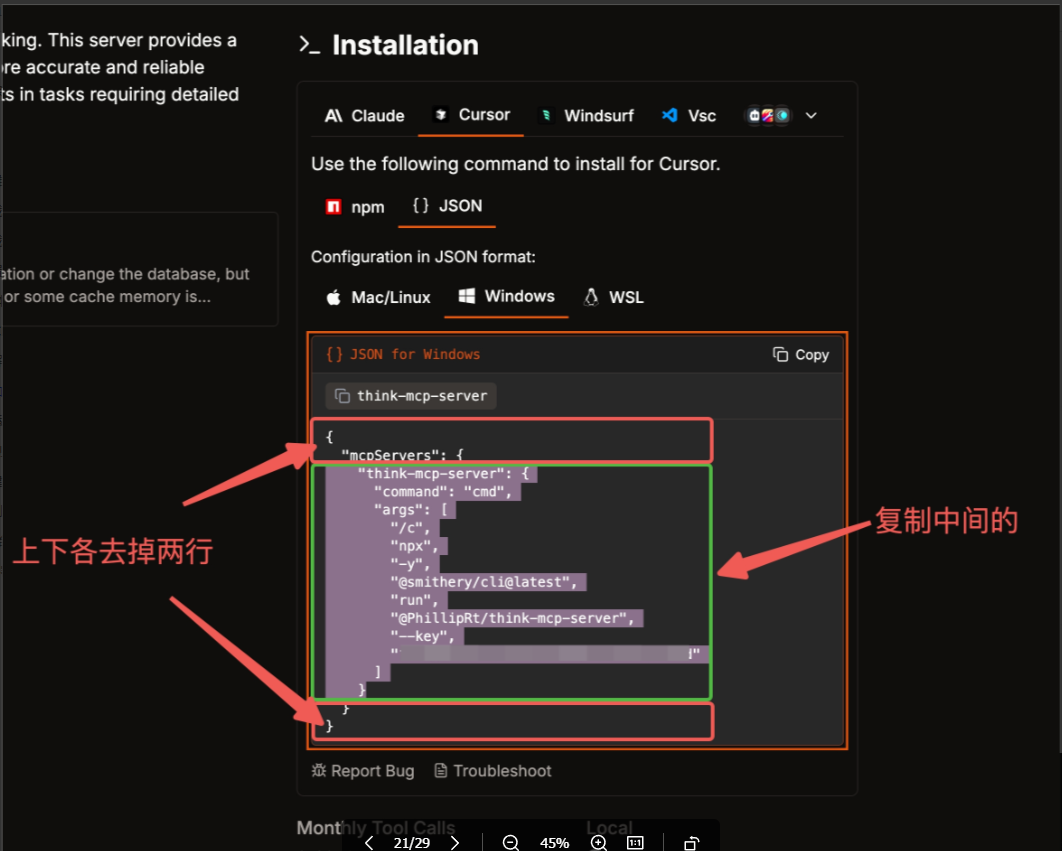 king. This server provides a
re accurate and reliable
ts in tasks requiring detailed
ation or change the database, but
or some cache memory is...
>_ Installation
Claude Cursor Windsurf Vsc
Use the following command to install for Cursor.
npm {} JSON
Configuration in JSON format:
Mac/Linux Windows WSL
{} JSON for Windows Copy
think-mcp-server
{
"mcpServers": {
"think-mcp-server": {
"command": "cmd",
"args": [
"/c",
"npx",
"-y",
"@smithery/cli@latest",
"run",
"@PhillipRt/think-mcp-server",
"--key",
]
}
}
}
上下各去掉两行
复制中间的
Report Bug Troubleshoot
Monthly Tool Calls Local
21/29 45% 1:1